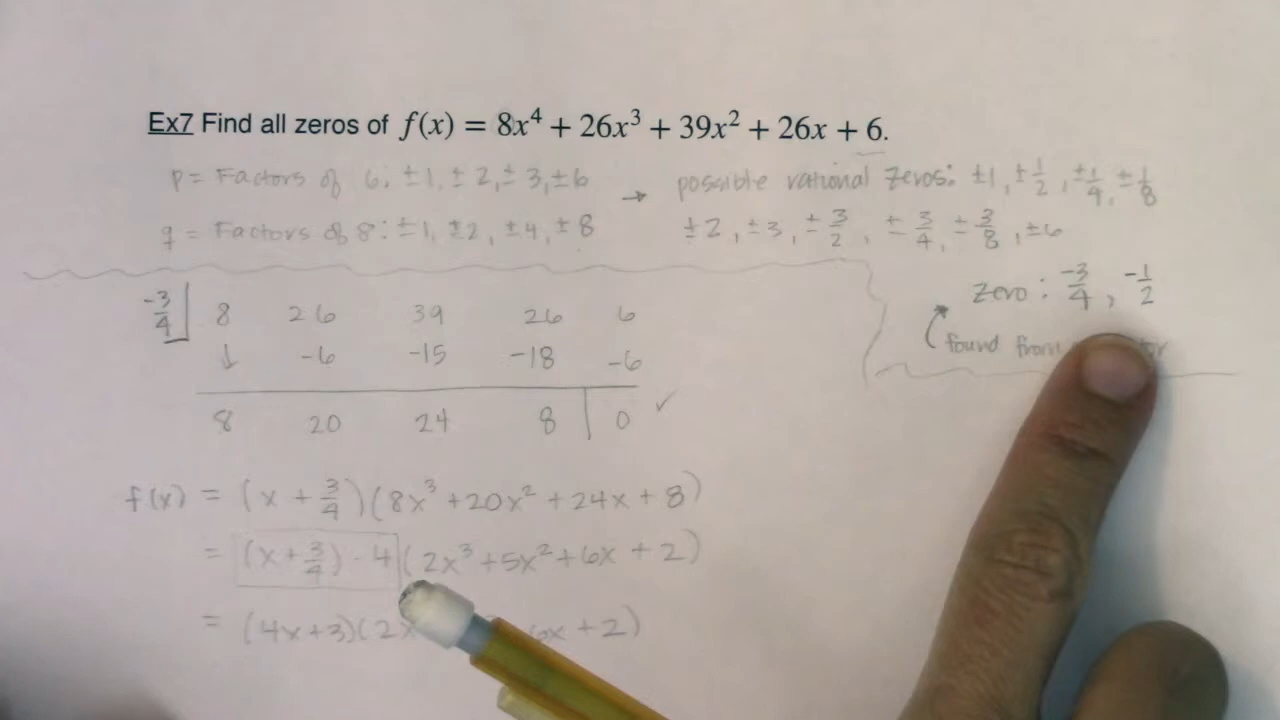 Ex7 Find all zeros of f(x) = 8x⁴ + 26x³ + 39x² + 26x + 6.
p = Factors of 6: ±1, ±2, ±3, ±6 → possible rational zeros: ±1, ±1/2, ±1/4, ±1/8
q = Factors of 8: ±1, ±2, ±4, ±8 ±2, ±3, ±3/2, ±3/4, ±3/8, ±6
zero: -3/4, -1/2
found from
-3/4 | 8 26 39 26 6
↓ -6 -15 -18 -6
8 20 24 8 | 0 ✓
f(x) = (x + 3/4)(8x³ + 20x² + 24x + 8)
= (x + 3/4) · 4(2x³ + 5x² + 6x + 2)
= (4x+3)(2x x + 2)